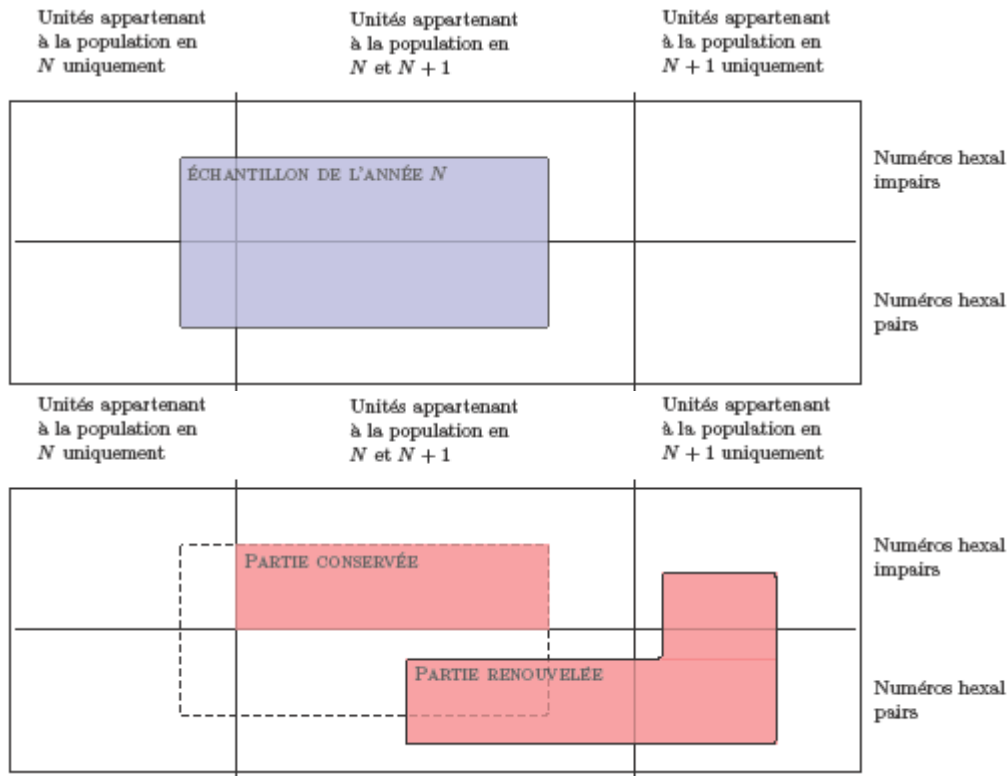 Unités appartenant
à la population en
N uniquement
Unités appartenant
à la population en
N et N + 1
Unités appartenant
à la population en
N + 1 uniquement
ÉCHANTILLON DE L'ANNÉE N
Numéros hexal
impairs
Numéros hexal
pairs
Unités appartenant
à la population en
N uniquement
Unités appartenant
à la population en
N et N + 1
Unités appartenant
à la population en
N + 1 uniquement
PARTIE CONSERVÉE
Numéros hexal
impairs
PARTIE RENOUVELÉE
Numéros hexal
pairs